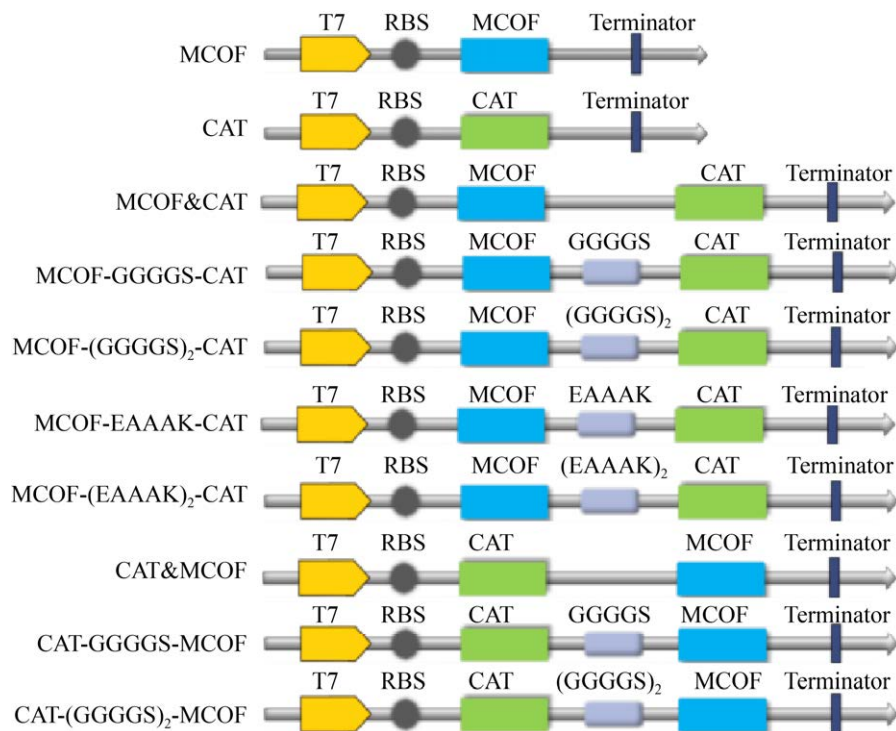 T7 RBS MCOF Terminator
MCOF
T7 RBS CAT Terminator
CAT
T7 RBS MCOF CAT Terminator
MCOF&CAT
T7 RBS MCOF GGGGS CAT Terminator
MCOF-GGGGS-CAT
T7 RBS MCOF (GGGGS)₂ CAT Terminator
MCOF-(GGGGS)₂-CAT
T7 RBS MCOF EAAAK CAT Terminator
MCOF-EAAAK-CAT
T7 RBS MCOF (EAAAK)₂ CAT Terminator
MCOF-(EAAAK)₂-CAT
T7 RBS CAT MCOF Terminator
CAT&MCOF
T7 RBS CAT GGGGS MCOF Terminator
CAT-GGGGS-MCOF
T7 RBS CAT (GGGGS)₂ MCOF Terminator
CAT-(GGGGS)₂-MCOF